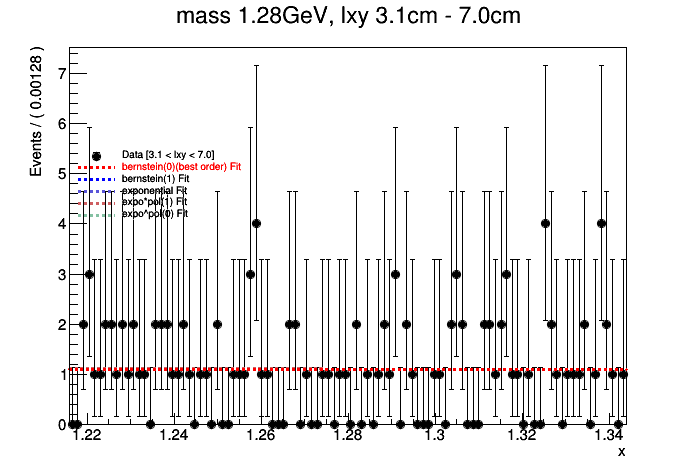 mass 1.28GeV, lxy 3.1cm - 7.0cm
Events / ( 0.00128 )
7
6
5
4
3
2
1
0
Data [3.1 < lxy < 7.0]
bernstein(0)(best order) Fit
bernstein(1) Fit
exponential Fit
expo*pol(1) Fit
expo^pol(0) Fit
1.22 1.24 1.26 1.28 1.3 1.32 1.34
x